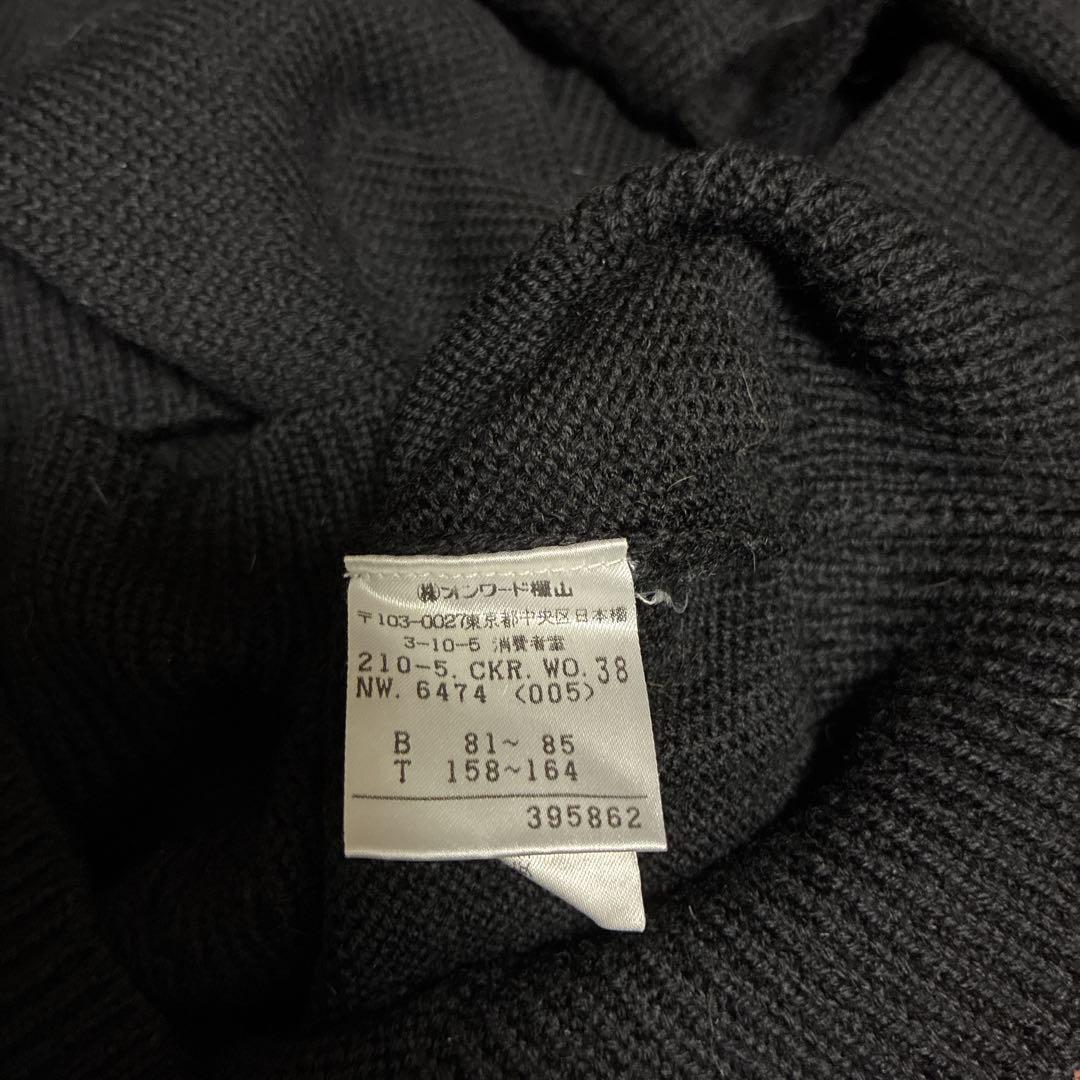 ㈱オンワード樫山
〒103-0027東京都中央区日本橋
3-10-5 消費者室
210-5. CKR. WO. 38
NW. 6474 <005>
B 81~ 85
T 158~164
395862